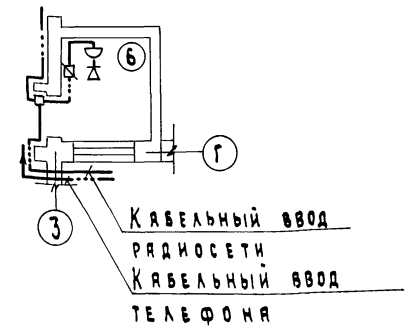 6
Г
3
Кабельный ввод
радиосети
Кабельный ввод
телефона